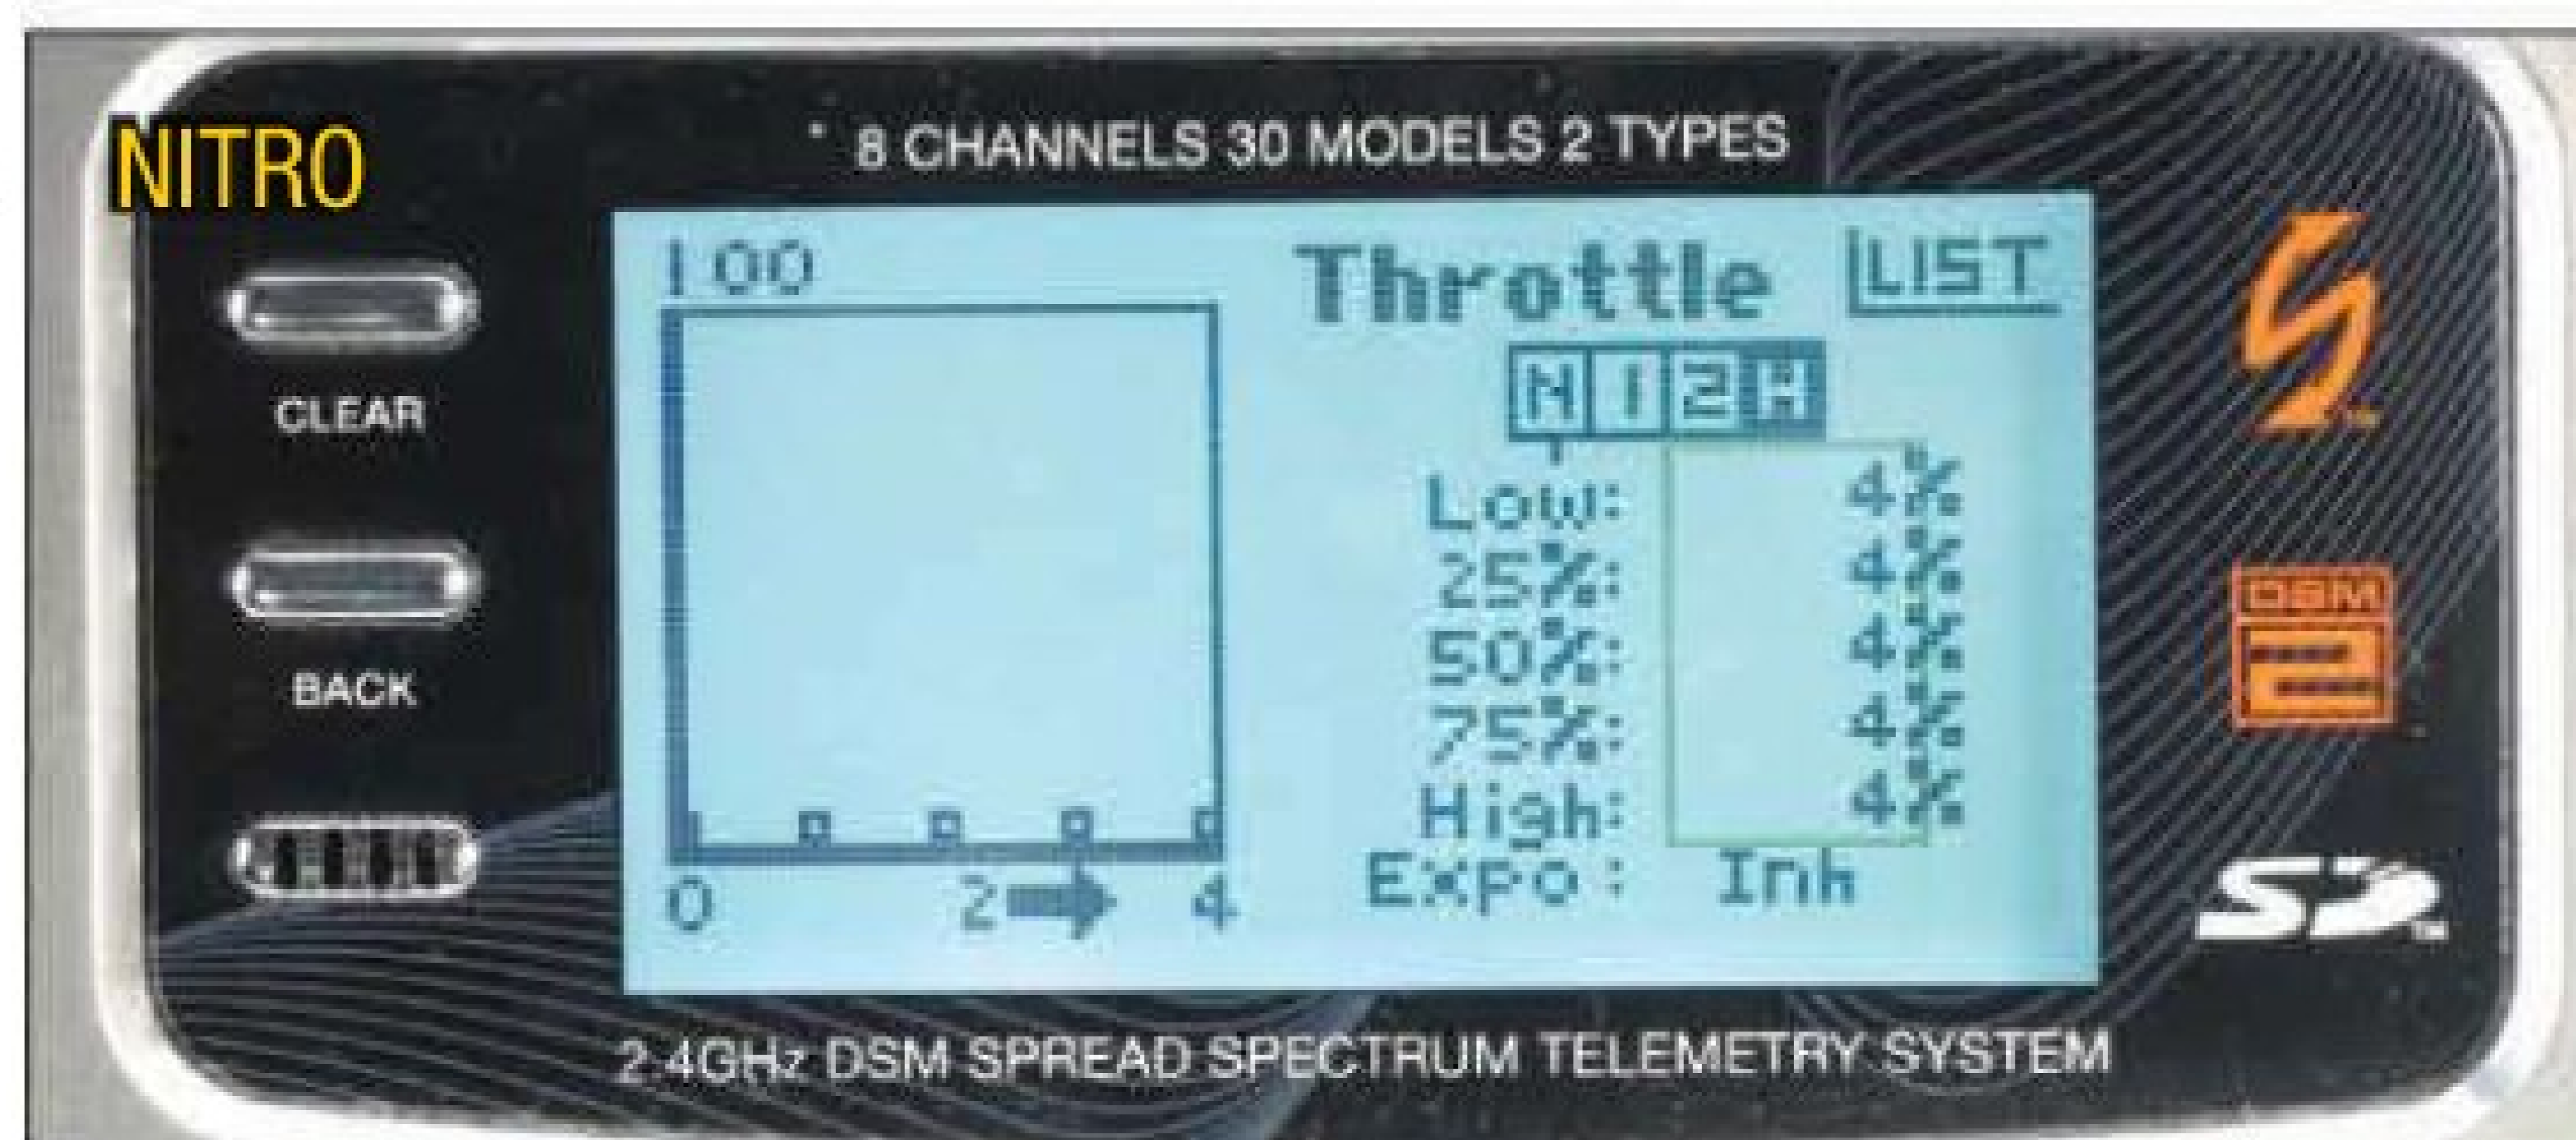 NITRO
8 CHANNELS 30 MODELS 2 TYPES
100
Throttle LIST
N 1 2 H
Low: 4%
25%: 4%
50%: 4%
75%: 4%
High: 4%
Expo: Inh
0 2 4
CLEAR
BACK
DSM
2
SD
2.4GHz DSM SPREAD SPECTRUM TELEMETRY SYSTEM